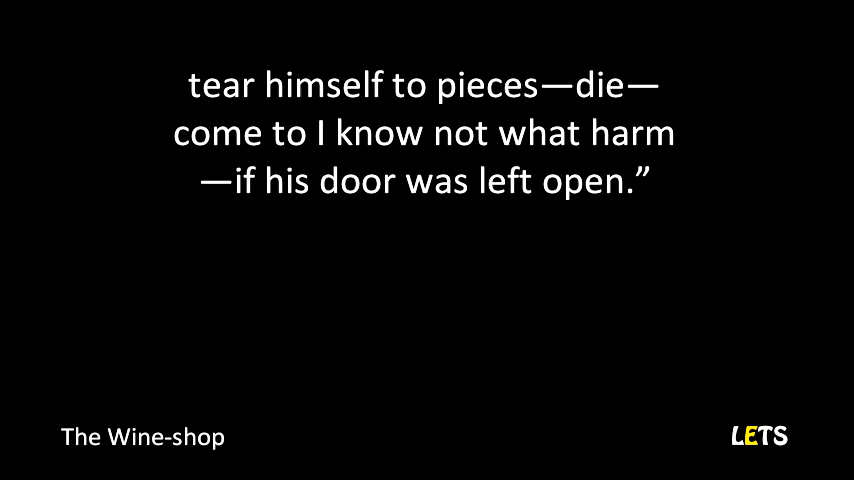 tear himself to pieces—die—
come to I know not what harm
—if his door was left open.”
The Wine-shop
LETS